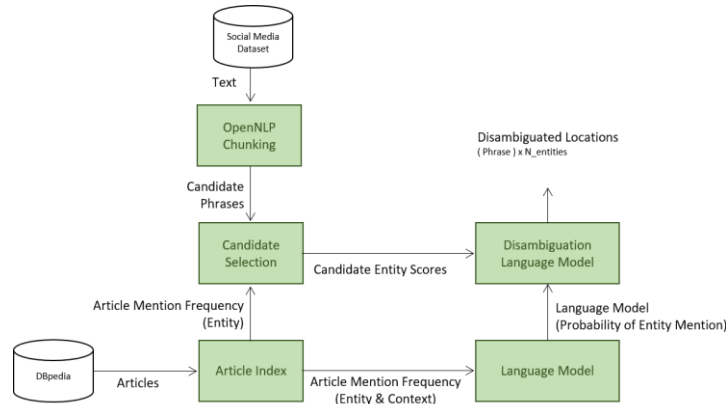 Social Media
Dataset
Text
OpenNLP
Chunking
Disambiguated Locations
( Phrase ) x N_entities
Candidate
Phrases
Candidate
Selection
Candidate Entity Scores
Disambiguation
Language Model
Article Mention Frequency
(Entity)
Language Model
(Probability of Entity Mention)
DBpedia
Articles
Article Index
Article Mention Frequency
(Entity & Context)
Language Model